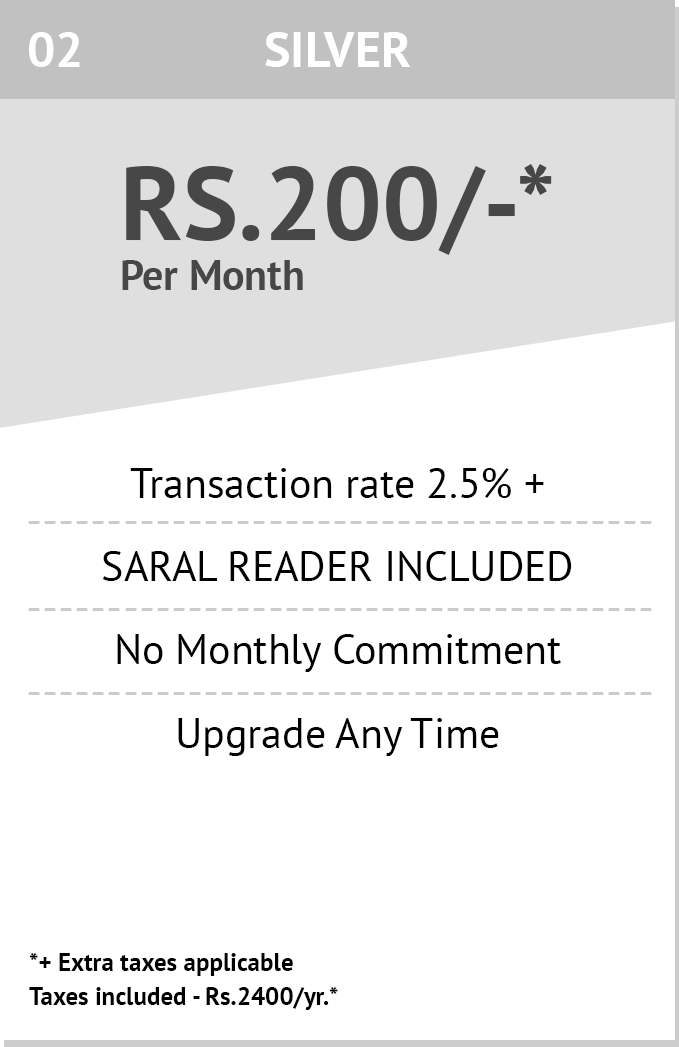 02 SILVER
RS.200/-*
Per Month
Transaction rate 2.5% +
SARAL READER INCLUDED
No Monthly Commitment
Upgrade Any Time
*+ Extra taxes applicable
Taxes included - Rs.2400/yr.*